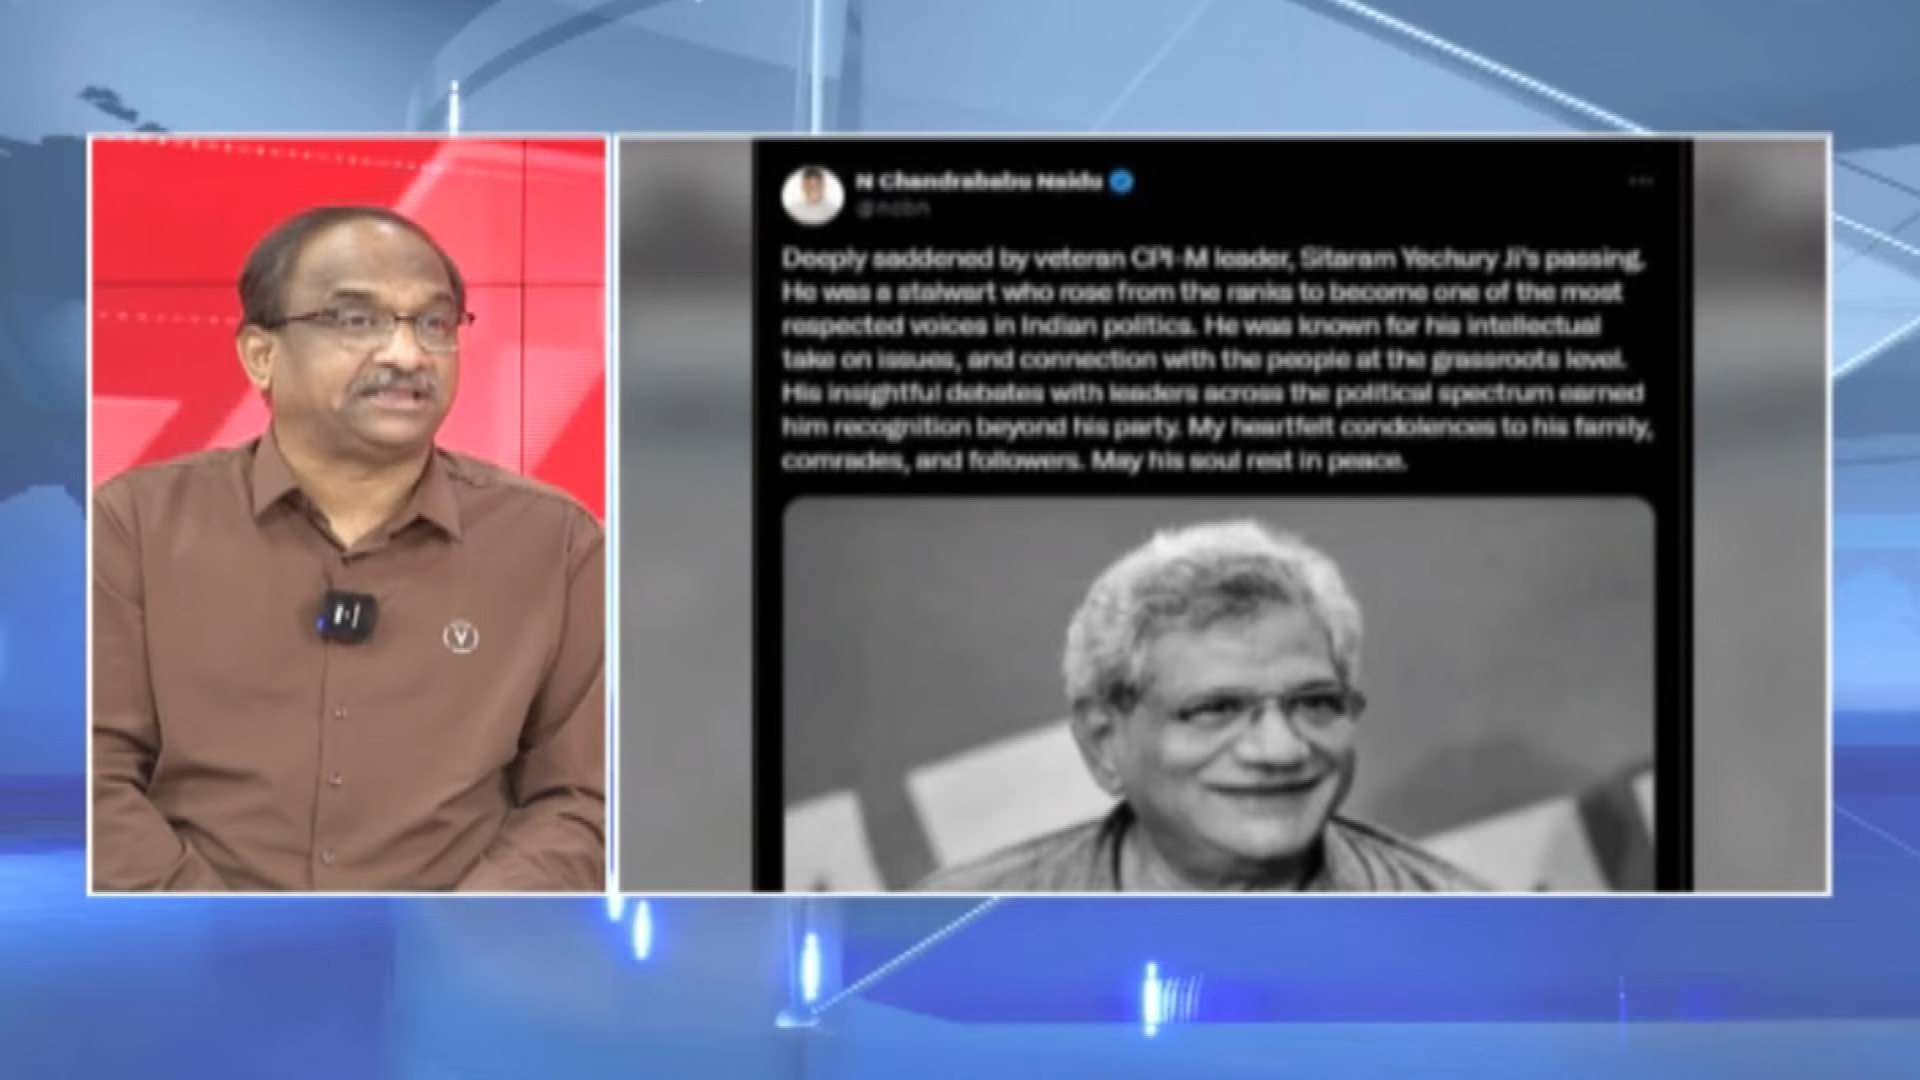 N Chandrababu Naidu
@ncbn
Deeply saddened by veteran CPI-M leader, Sitaram Yechury Ji's passing.
He was a stalwart who rose from the ranks to become one of the most
respected voices in Indian politics. He was known for his intellectual
take on issues, and connection with the people at the grassroots level.
His insightful debates with leaders across the political spectrum earned
him recognition beyond his party. My heartfelt condolences to his family,
comrades, and followers. May his soul rest in peace.